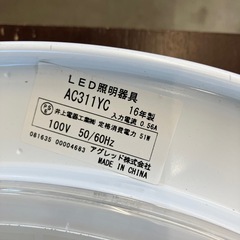 LED照明器具
AC311YC 16年製
入力電流 0.56A
井上電器工業㈱ 定格消費電力 51W
100V 50/60Hz
081635 00004683
アグレッド株式会社
MADE IN CHINA